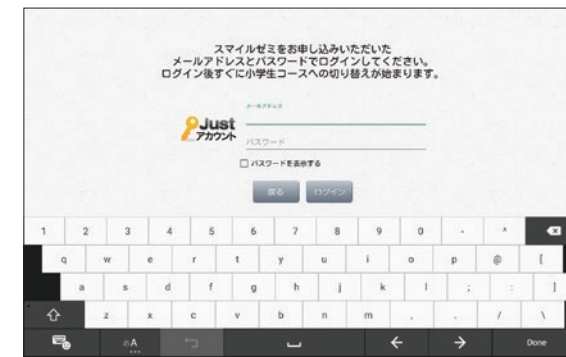 スマイルゼミをお申し込みいただいた
メールアドレスとパスワードでログインしてください。
ログイン後すぐに小学生コースへの切り替えが始まります。
メールアドレス
Just
アカウント
パスワード
パスワードを表示する
戻る ログイン
1 2 3 4 5 6 7 8 9 0 - ^
q w e r t y u i o p @ [
a s d f g h j k l ; : ]
z x c v b n m , . / \
あA Done